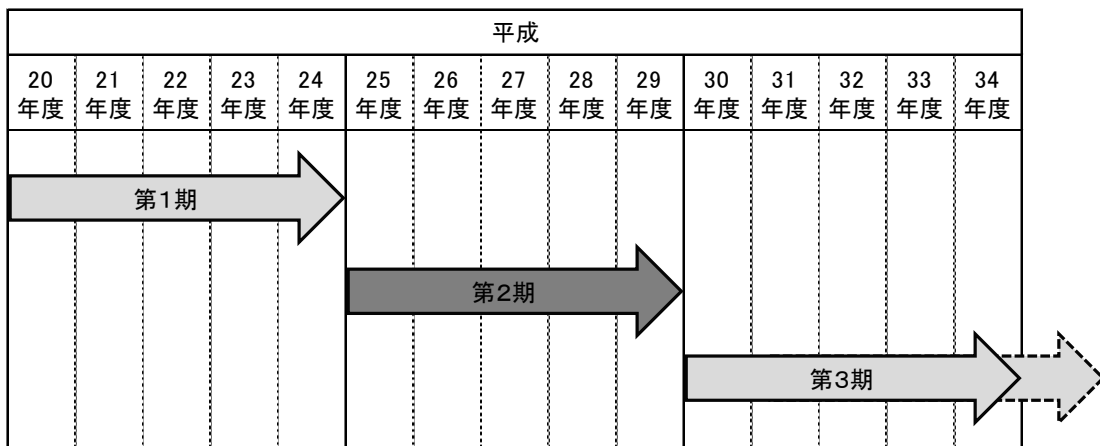 平成
20 21 22 23 24 25 26 27 28 29 30 31 32 33 34
年度 年度 年度 年度 年度 年度 年度 年度 年度 年度 年度 年度 年度 年度 年度
第1期
第2期
第3期